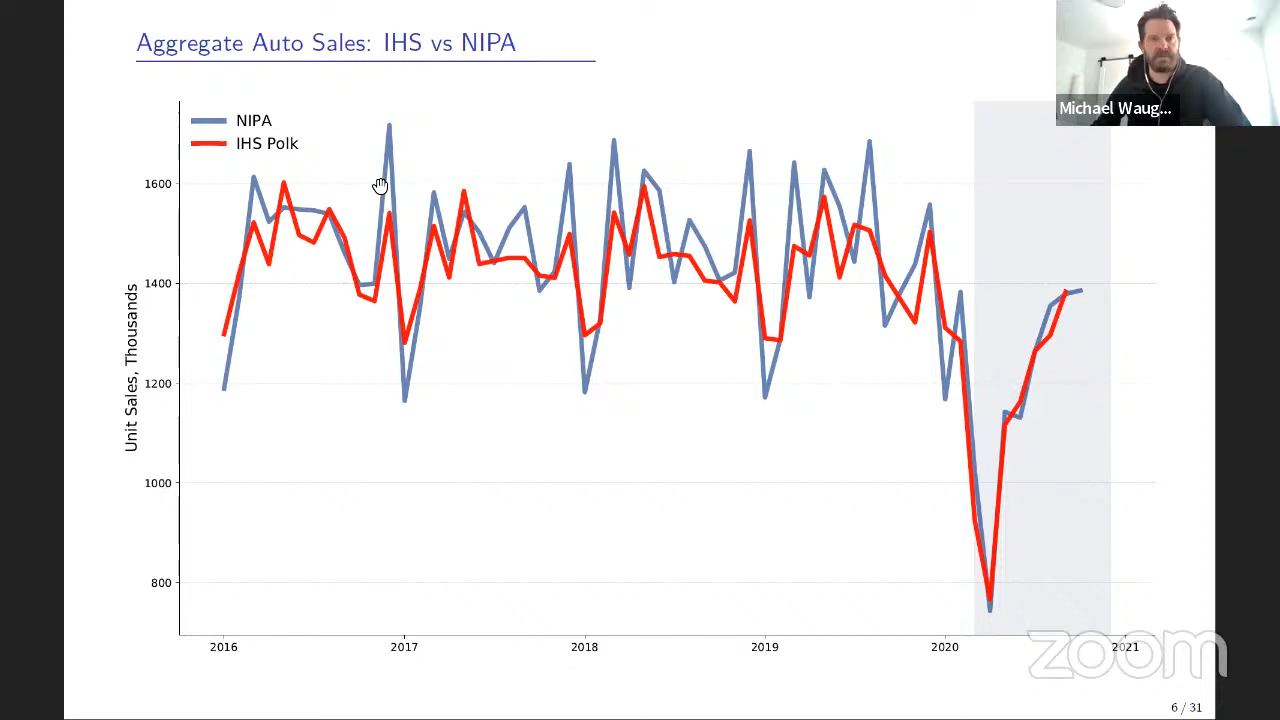 Aggregate Auto Sales: IHS vs NIPA
Michael Waug...
NIPA
IHS Polk
Unit Sales, Thousands
1600
1400
1200
1000
800
2016
2017
2018
2019
2020
2021
zoom
6 / 31